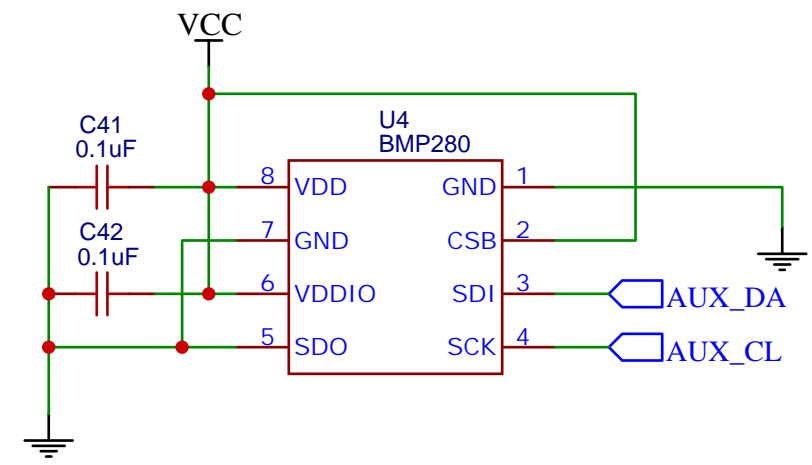 VCC
C41
0.1uF
U4
BMP280
8 VDD GND 1
C42
0.1uF
7 GND CSB 2
6 VDDIO SDI 3 AUX_DA
5 SDO SCK 4 AUX_CL